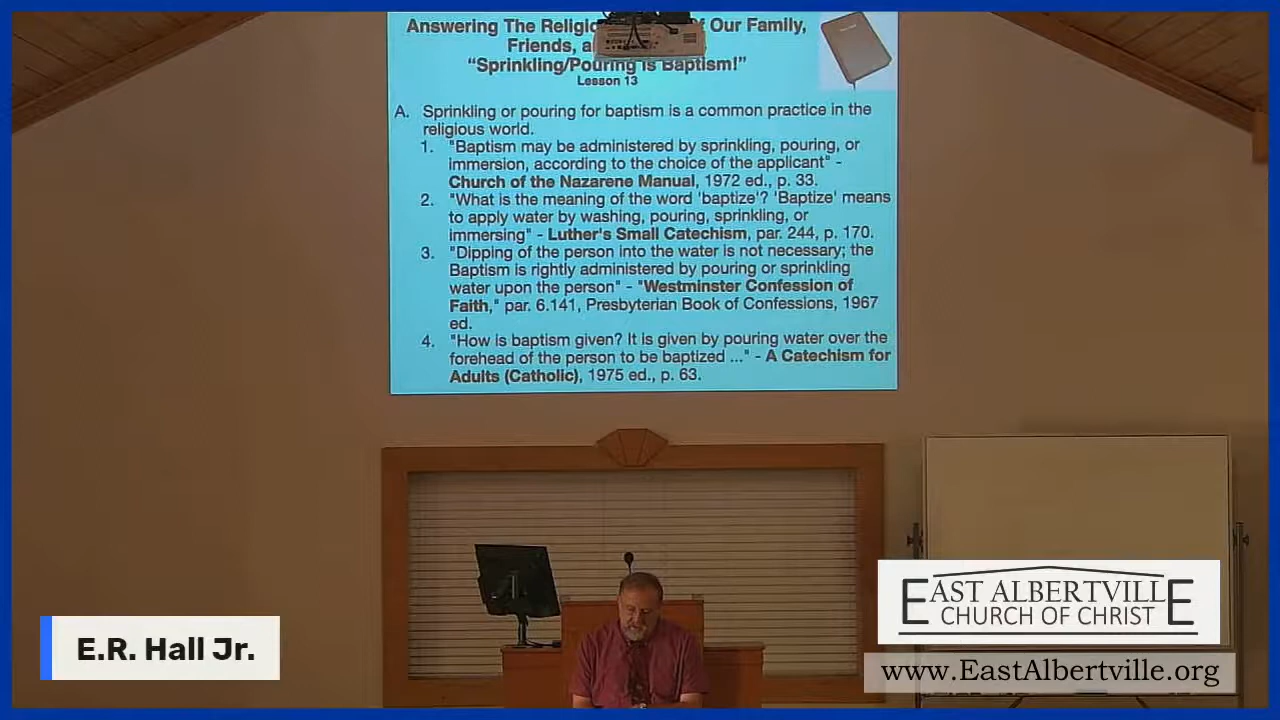 Answering The Religio Of Our Family,
Friends, a
“Sprinkling/Pouring Is Baptism!”
Lesson 13
A. Sprinkling or pouring for baptism is a common practice in the
religious world.
1. "Baptism may be administered by sprinkling, pouring, or
immersion, according to the choice of the applicant" -
Church of the Nazarene Manual, 1972 ed., p. 33.
2. "What is the meaning of the word 'baptize'? 'Baptize' means
to apply water by washing, pouring, sprinkling, or
immersing" - Luther's Small Catechism, par. 244, p. 170.
3. "Dipping of the person into the water is not necessary; the
Baptism is rightly administered by pouring or sprinkling
water upon the person" - "Westminster Confession of
Faith," par. 6.141, Presbyterian Book of Confessions, 1967
ed.
4. "How is baptism given? It is given by pouring water over the
forehead of the person to be baptized ..." - A Catechism for
Adults (Catholic), 1975 ed., p. 63.
E.R. Hall Jr.
EAST ALBERTVILLE
CHURCH OF CHRIST
www.EastAlbertville.org